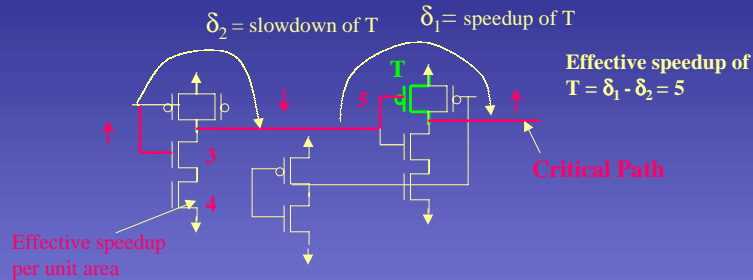 δ₂ = slowdown of T
δ₁= speedup of T
T
Effective speedup of
T = δ₁ - δ₂ = 5
5
3
4
Critical Path
Effective speedup
per unit area